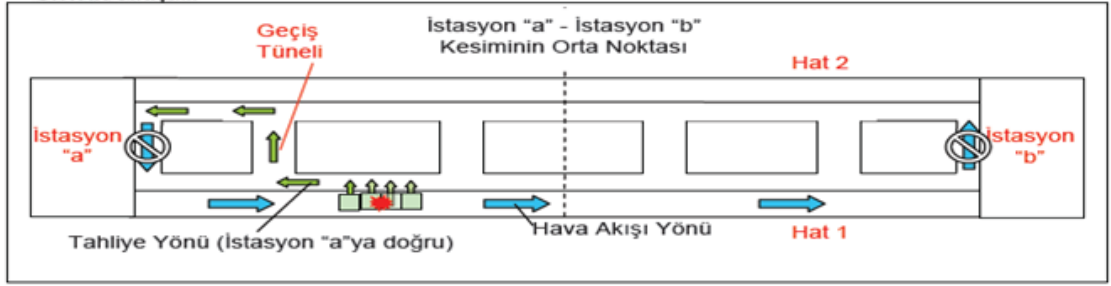 İstasyon “a” - İstasyon “b”
Kesiminin Orta Noktası
Geçiş
Tüneli
Hat 2
İstasyon
“a”
İstasyon
“b”
Tahliye Yönü (İstasyon “a”ya doğru)
Hava Akışı Yönü
Hat 1